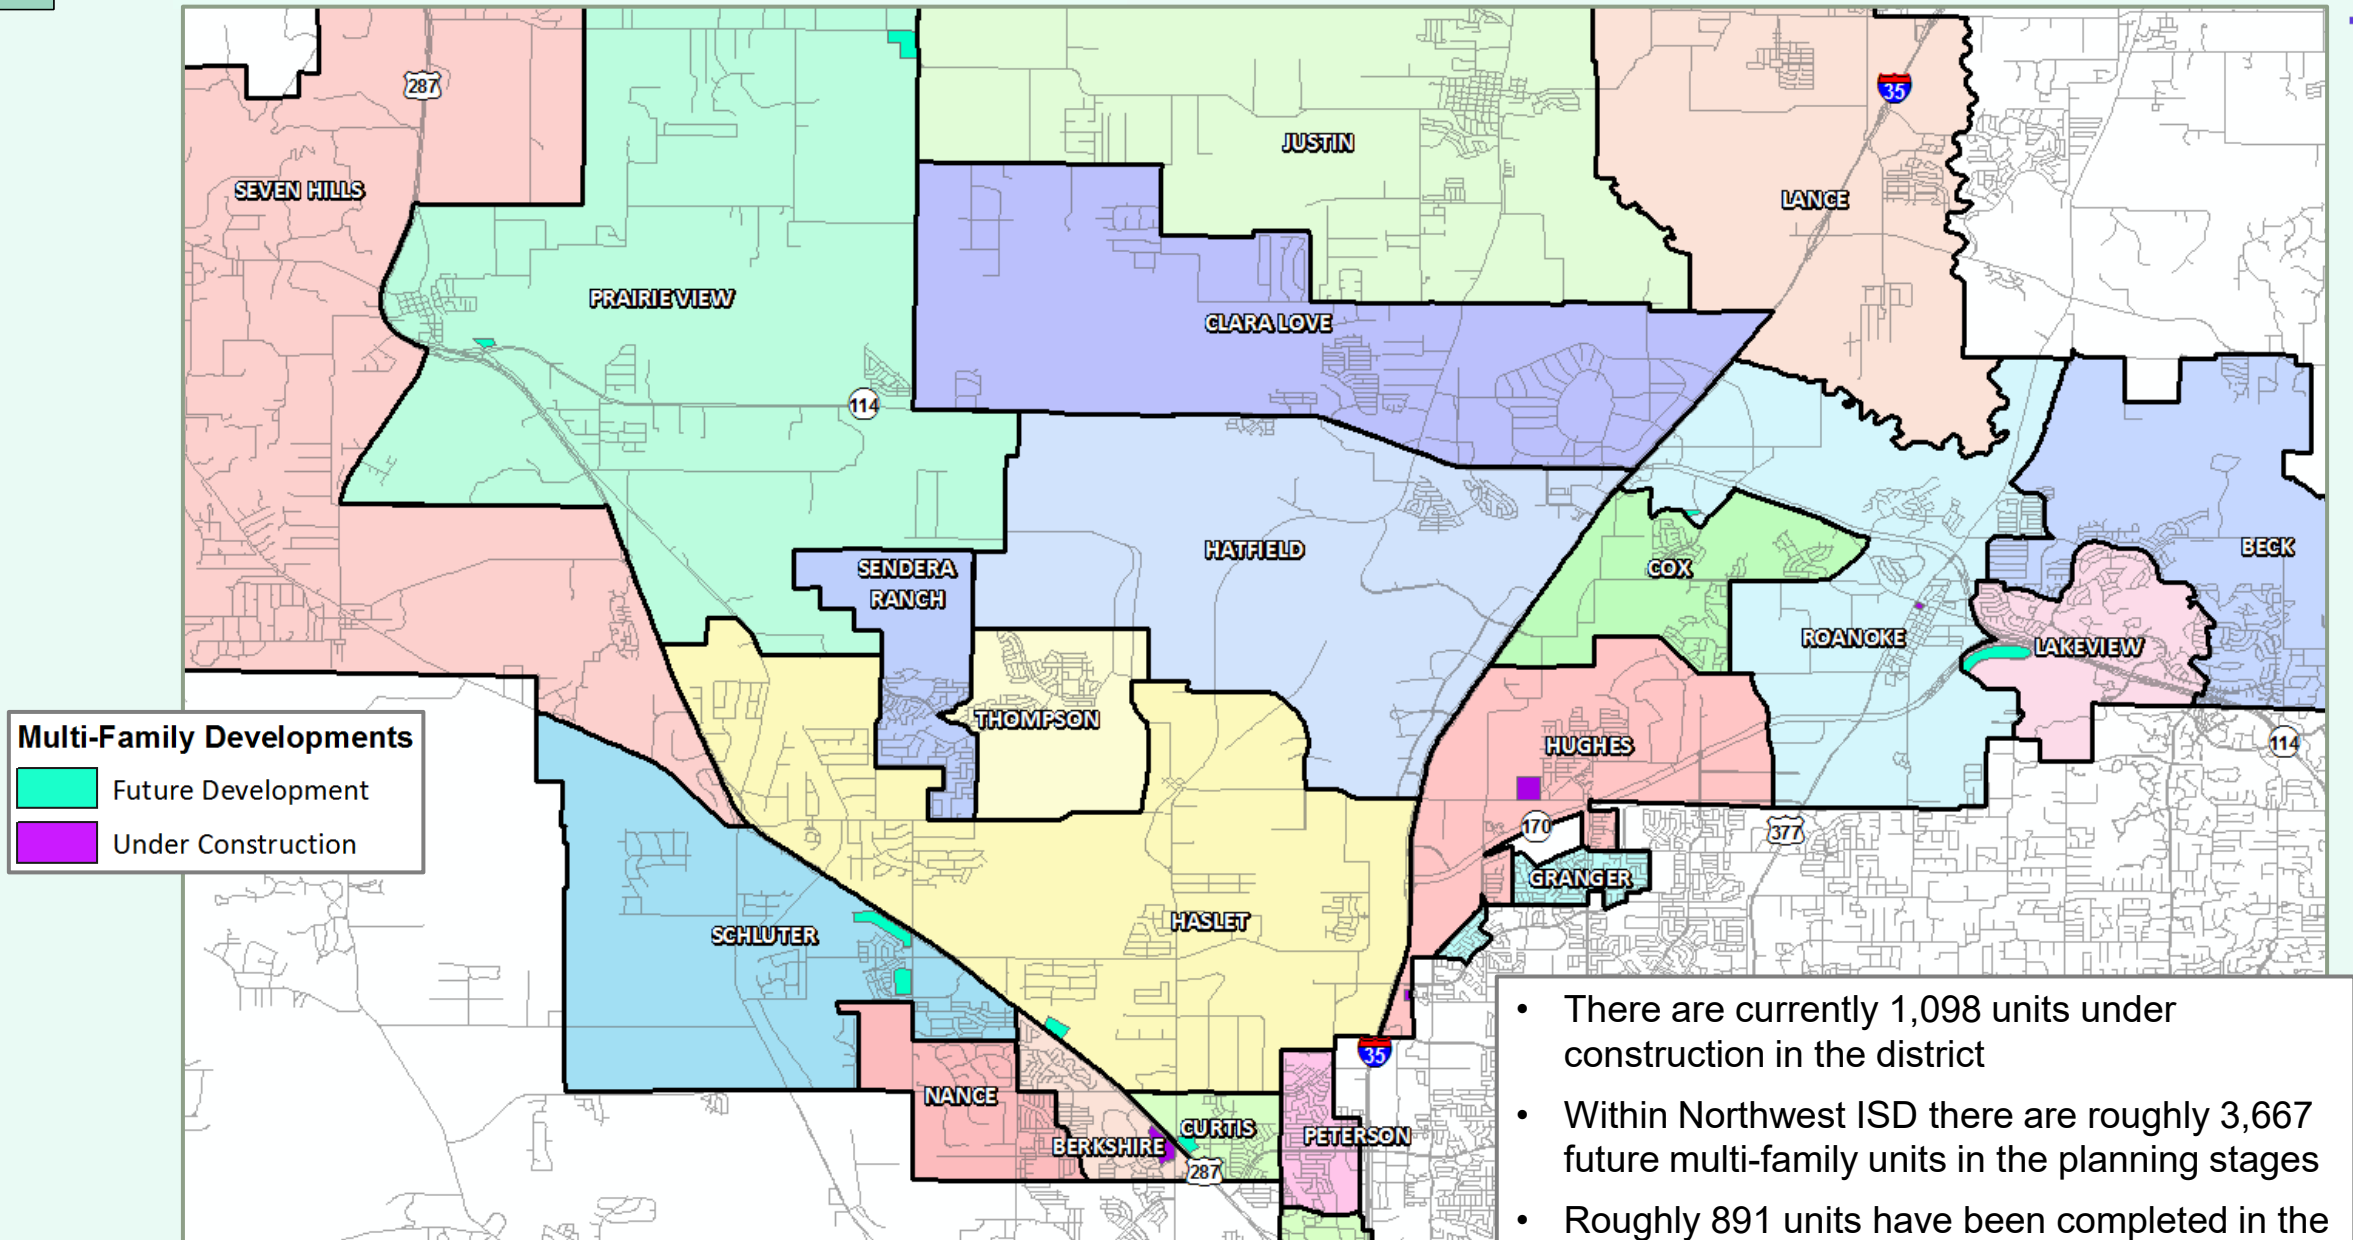 287
35
JUSTIN
SEVEN HILLS
LANCE
PRAIRIE VIEW
CLARA LOVE
114
HATFIELD
BECK
SENDERA
RANCH
COX
ROANOKE
LAKEVIEW
THOMPSON
HUGHES
114
Multi-Family Developments
Future Development
Under Construction
170
377
GRANGER
HASLET
SCHLUTER
35
NANCE
BERKSHIRE
CURTIS
PETERSON
287
• There are currently 1,098 units under
construction in the district
• Within Northwest ISD there are roughly 3,667
future multi-family units in the planning stages
• Roughly 891 units have been completed in the